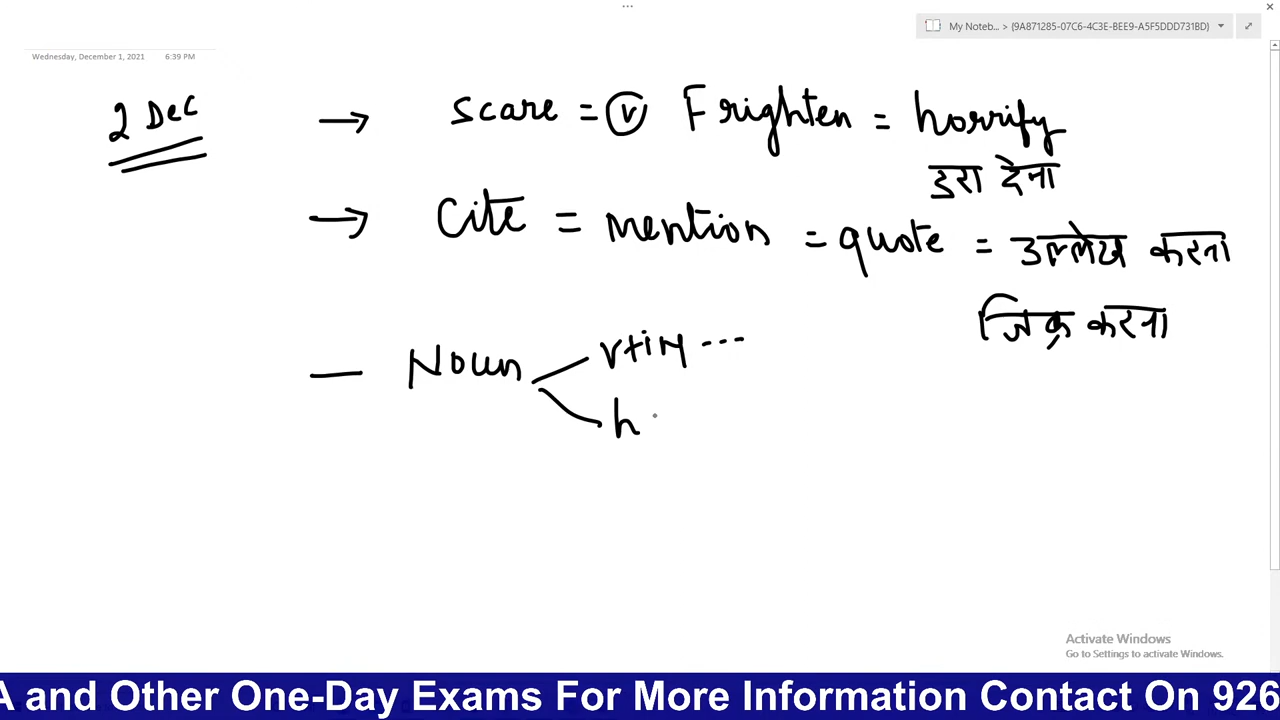 ...
My Noteb... > {9A871285-07C6-4C3E-BEE9-A5F5DDD731BD}
Wednesday, December 1, 2021 6:39 PM
2 Dec → scare = (v) Frighten = horrify
डरा देना
→ Cite = mention = quote = उल्लेख करना
जिक्र करना
— Noun v+ing ...
h
Activate Windows
Go to Settings to activate Windows.
A and Other One-Day Exams For More Information Contact On 926